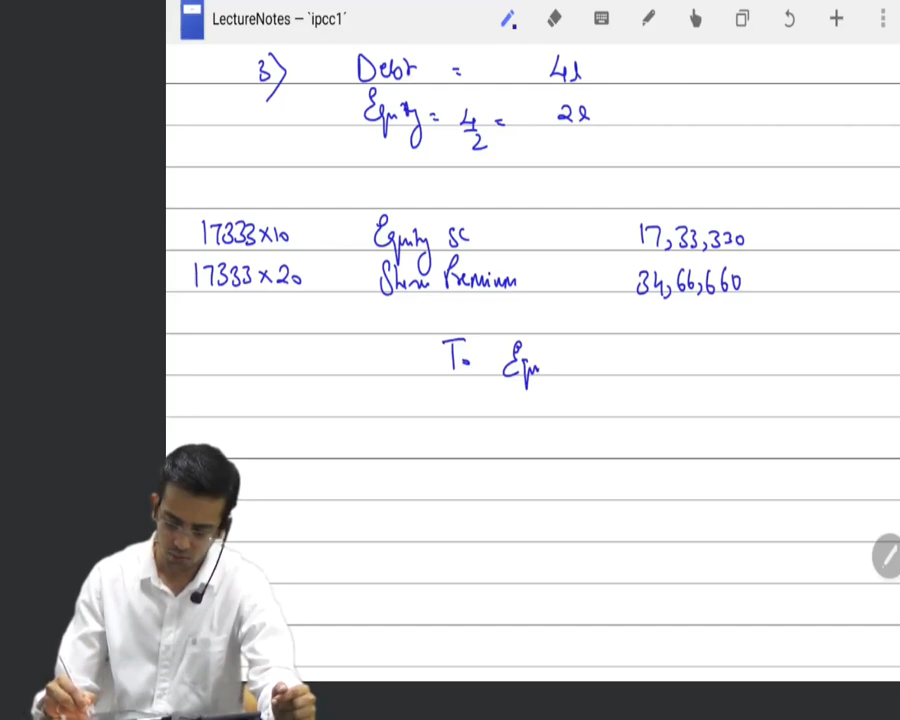 LectureNotes – `ipcc1`
3) Debt = 4l
Equity = 4/2 = 2l
17333×10 Equity SC 17,33,330
17333×20 Share Premium 34,66,660
To Equ